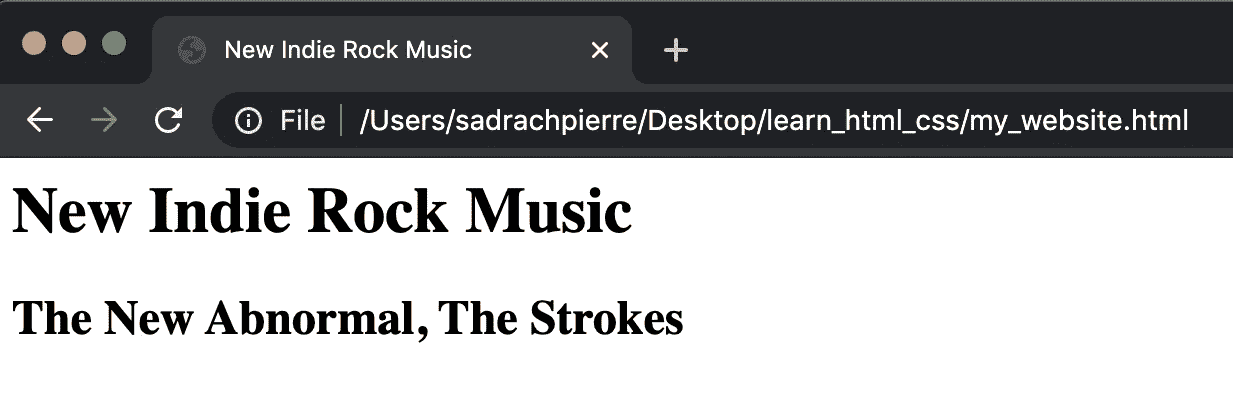 New Indie Rock Music
File /Users/sadrachpierre/Desktop/learn_html_css/my_website.html
New Indie Rock Music
The New Abnormal, The Strokes